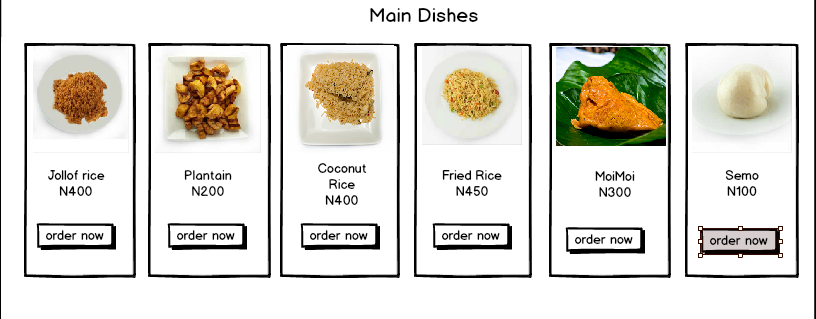 Main Dishes
Jollof rice
N400
order now
Plantain
N200
order now
Coconut
Rice
N400
order now
Fried Rice
N450
order now
MoiMoi
N300
order now
Semo
N100
order now